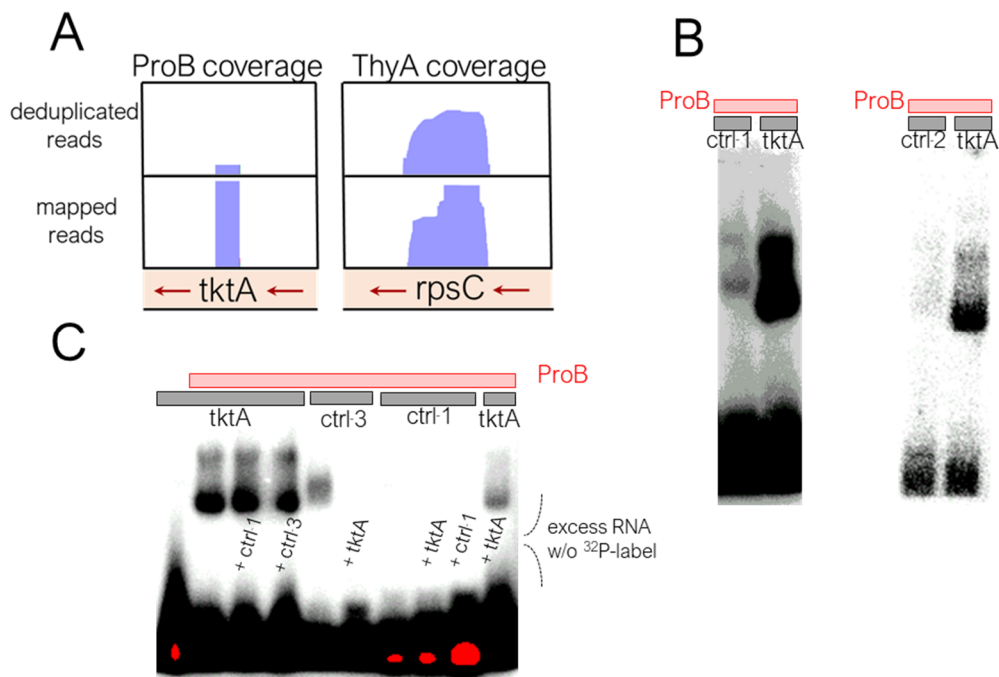 A
ProB coverage
ThyA coverage
deduplicated
reads
mapped
reads
← tktA ←
← rpsC ←
B
ProB
ctrl-1 tktA
ProB
ctrl-2 tktA
C
ProB
tktA
ctrl-3
ctrl-1
tktA
+ ctrl-1
+ ctrl-3
+ tktA
+ tktA
+ ctrl-1
+ tktA
excess RNA
w/o ³²P-label